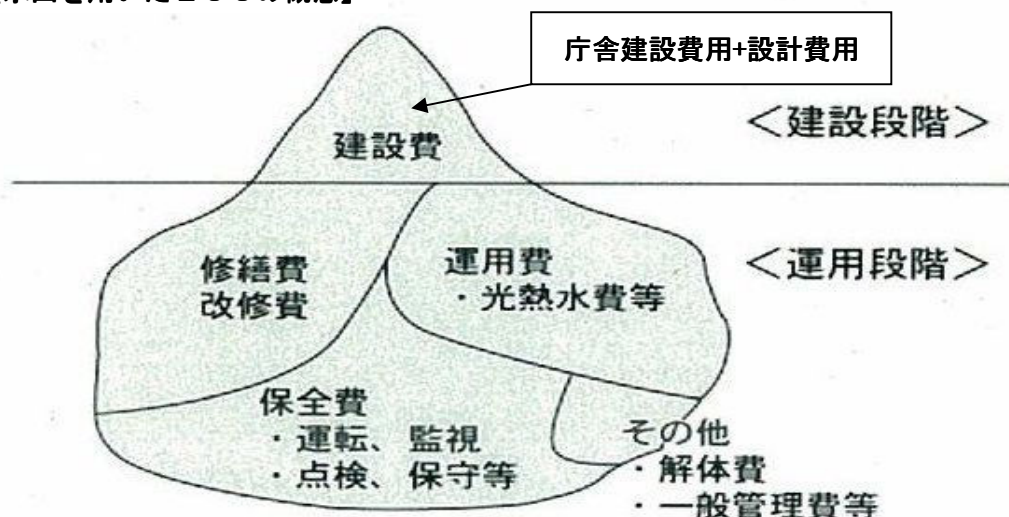 庁舎建設費用+設計費用
建設費
＜建設段階＞
修繕費
改修費
運用費
・光熱水費等
＜運用段階＞
保全費
・運転、監視
・点検、保守等
その他
・解体費
・一般管理費等